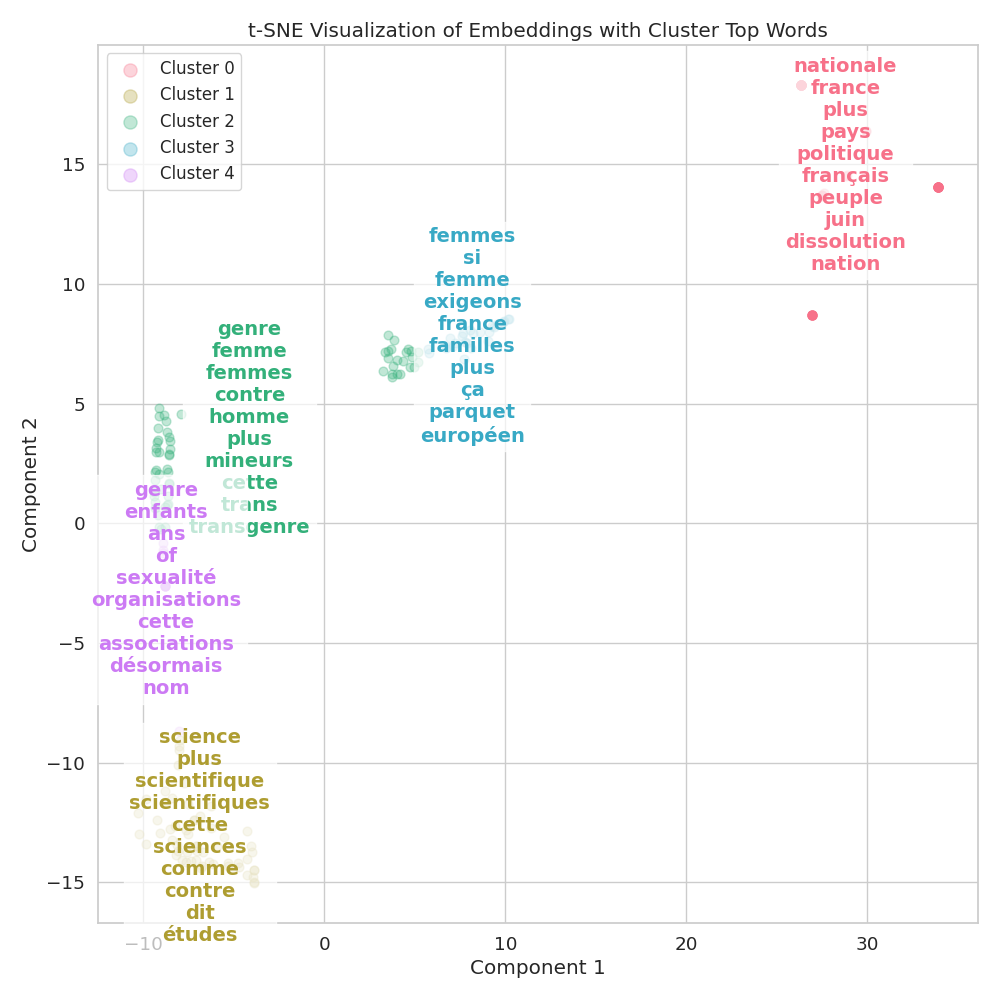 t-SNE Visualization of Embeddings with Cluster Top Words
Cluster 0
Cluster 1
Cluster 2
Cluster 3
Cluster 4
nationale
france
plus
pays
politique
français
peuple
juin
dissolution
nation
femmes
si
femme
exigeons
france
familles
plus
ça
parquet
européen
genre
femme
femmes
contre
homme
plus
mineurs
cette
trans
transgenre
genre
enfants
ans
of
sexualité
organisations
cette
associations
désormais
nom
science
plus
scientifique
scientifiques
cette
sciences
comme
contre
dit
études
15
10
5
0
−5
−10
−15
Component 2
−10
0
10
20
30
Component 1